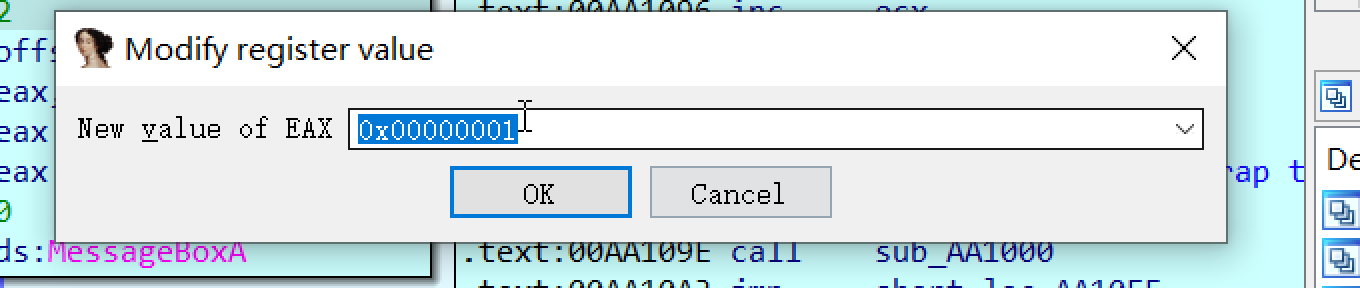 2
.text:00AA1096 inc ecx
offs
Modify register value
eax,
New value of EAX 0x00000001
eax
eax
rap t
De
OK Cancel
0
ds:MessageBoxA
.text:00AA109E call sub_AA1000
.text:00AA10A3 jmp short loc_AA10FF